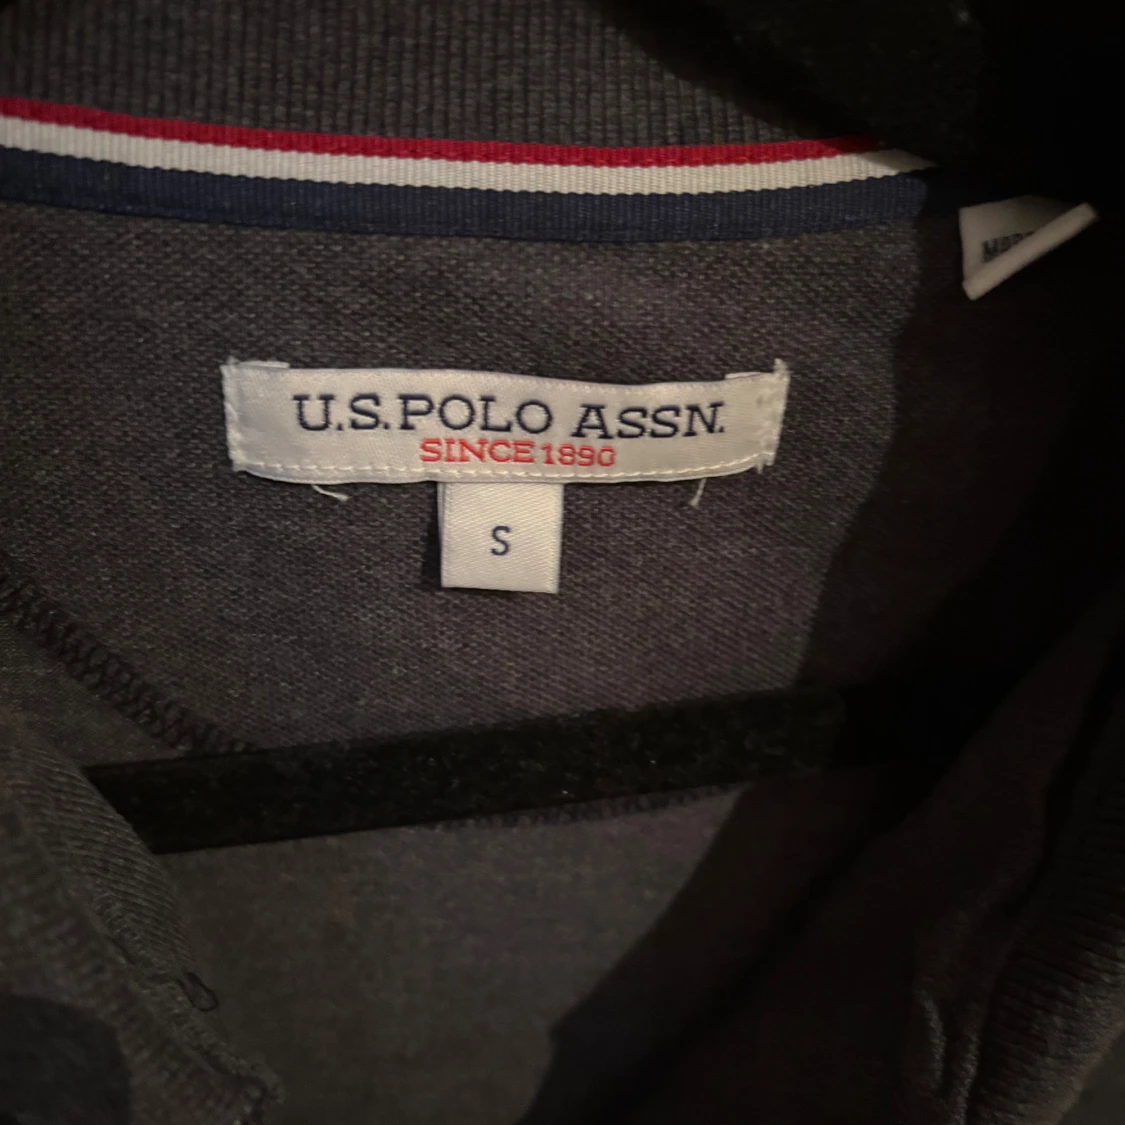 U.S. POLO ASSN.
SINCE 1890
S